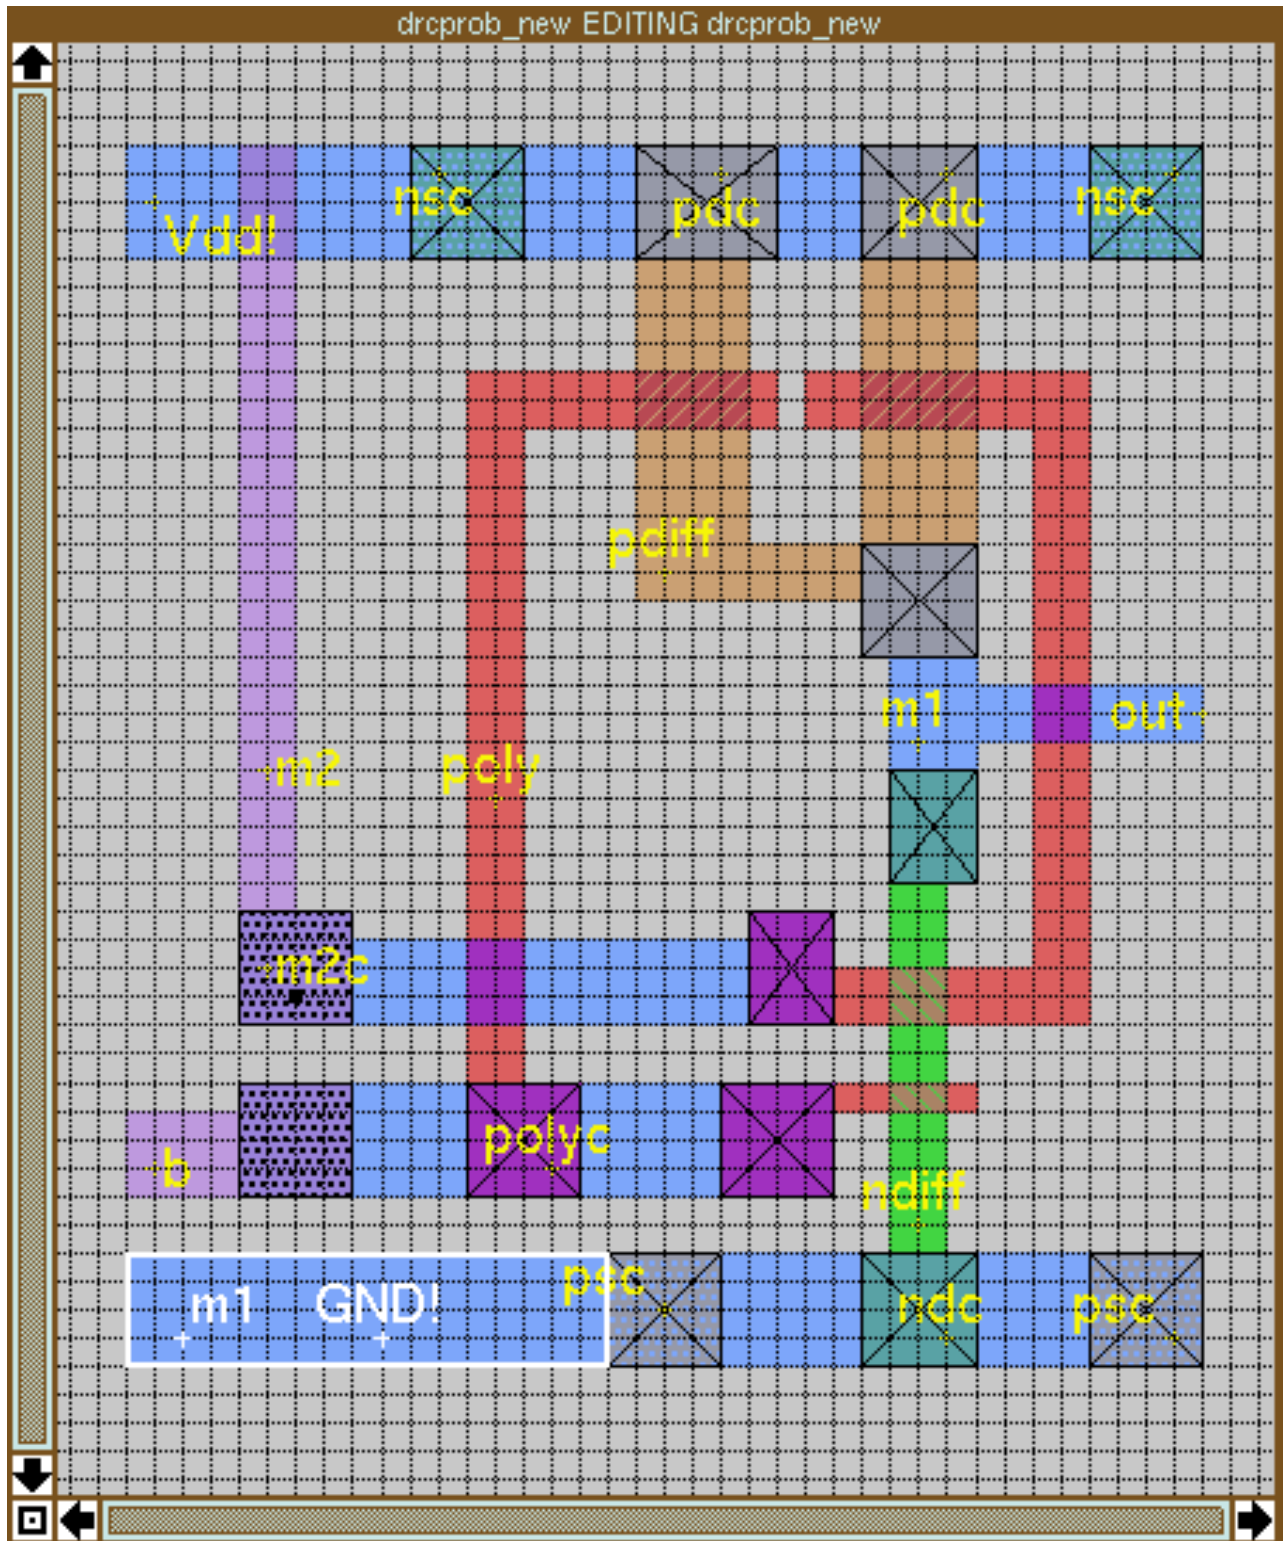 drcprob_new EDITING drcprob_new
nsc pdc pdc nsc
Vdd!
pdiff
m1 out
m2 poly
m2c
polyc
b
ndiff
psc
m1 GND! ndc psc